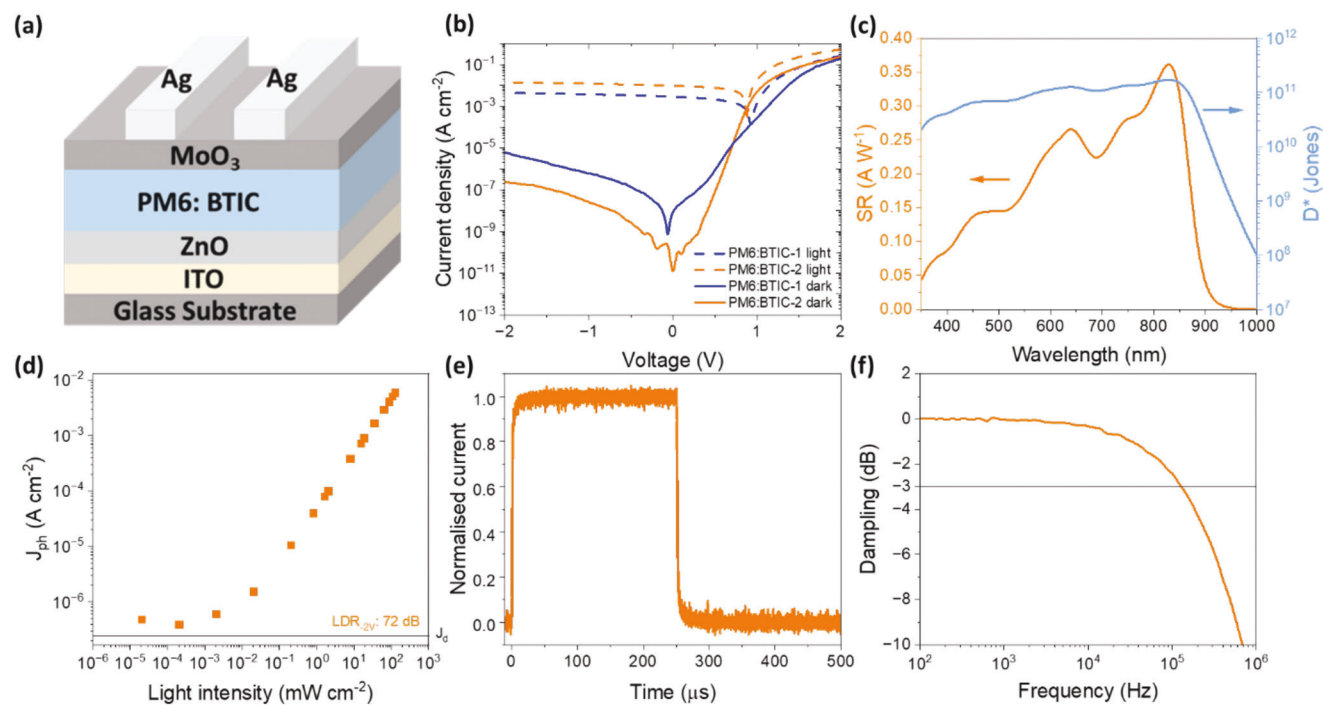 (a)
Ag Ag
MoO3
PM6: BTIC
ZnO
ITO
Glass Substrate
(b)
Current density (A cm-2)
10-1
10-3
10-5
10-7
10-9
10-11
10-13
PM6:BTIC-1 light
PM6:BTIC-2 light
PM6:BTIC-1 dark
PM6:BTIC-2 dark
−2 −1 0 1 2
Voltage (V)
(c)
SR (A W-1)
0.40
0.35
0.30
0.25
0.20
0.15
0.10
0.05
0.00
1012
1011
1010
109
108
107
D* (Jones)
400 500 600 700 800 900 1000
Wavelength (nm)
(d)
Jph (A cm-2)
10-2
10-3
10-4
10-5
10-6
LDR-2V: 72 dB
Jd
10-6 10-5 10-4 10-3 10-2 10-1 100 101 102 103
Light intensity (mW cm-2)
(e)
Normalised current
1.0
0.8
0.6
0.4
0.2
0.0
0 100 200 300 400 500
Time (μs)
(f)
Dampling (dB)
2
0
−2
−3
−4
−6
−8
−10
102 103 104 105 106
Frequency (Hz)